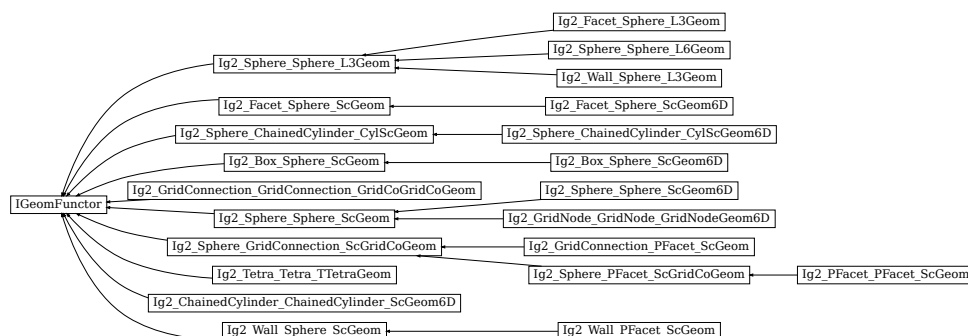 Ig2_Facet_Sphere_L3Geom
Ig2_Sphere_Sphere_L6Geom
Ig2_Sphere_Sphere_L3Geom
Ig2_Wall_Sphere_L3Geom
Ig2_Facet_Sphere_ScGeom
Ig2_Facet_Sphere_ScGeom6D
Ig2_Sphere_ChainedCylinder_CylScGeom
Ig2_Sphere_ChainedCylinder_CylScGeom6D
Ig2_Box_Sphere_ScGeom
Ig2_Box_Sphere_ScGeom6D
Ig2_GridConnection_GridConnection_GridCoGridCoGeom
Ig2_Sphere_Sphere_ScGeom6D
IGeomFunctor
Ig2_Sphere_Sphere_ScGeom
Ig2_GridNode_GridNode_GridNodeGeom6D
Ig2_Sphere_GridConnection_ScGridCoGeom
Ig2_GridConnection_PFacet_ScGeom
Ig2_Tetra_Tetra_TTetraGeom
Ig2_Sphere_PFacet_ScGridCoGeom
Ig2_PFacet_PFacet_ScGeom
Ig2_ChainedCylinder_ChainedCylinder_ScGeom6D
Ig2_Wall_Sphere_ScGeom
Ig2_Wall_PFacet_ScGeom